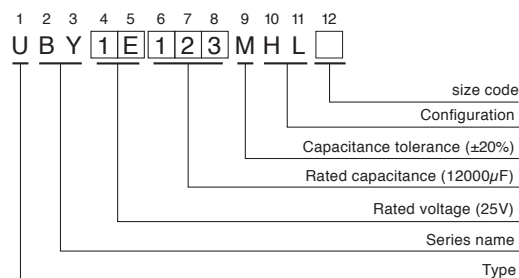 1 2 3 4 5 6 7 8 9 10 11 12
U B Y 1 E 1 2 3 M H L
size code
Configuration
Capacitance tolerance (±20%)
Rated capacitance (12000µF)
Rated voltage (25V)
Series name
Type